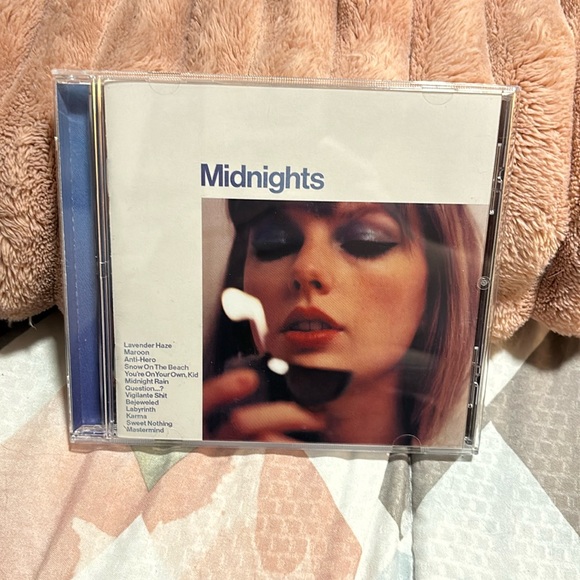 Midnights
Lavender Haze
Maroon
Anti-Hero
Snow On The Beach
You're On Your Own, Kid
Midnight Rain
Question...?
Vigilante Shit
Bejeweled
Labyrinth
Karma
Sweet Nothing
Mastermind